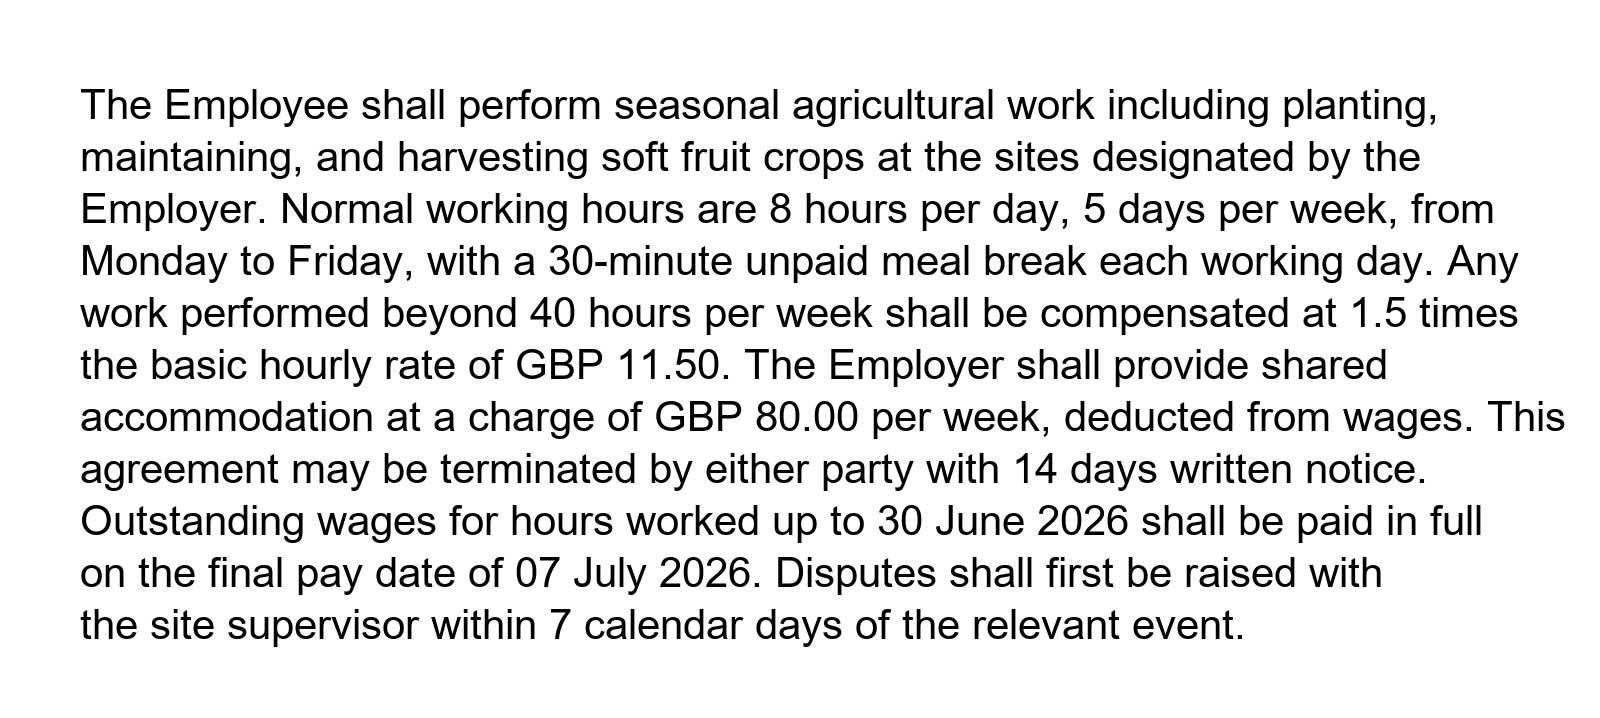 The Employee shall perform seasonal agricultural work including planting,
maintaining, and harvesting soft fruit crops at the sites designated by the
Employer. Normal working hours are 8 hours per day, 5 days per week, from
Monday to Friday, with a 30-minute unpaid meal break each working day. Any
work performed beyond 40 hours per week shall be compensated at 1.5 times
the basic hourly rate of GBP 11.50. The Employer shall provide shared
accommodation at a charge of GBP 80.00 per week, deducted from wages. This
agreement may be terminated by either party with 14 days written notice.
Outstanding wages for hours worked up to 30 June 2026 shall be paid in full
on the final pay date of 07 July 2026. Disputes shall first be raised with
the site supervisor within 7 calendar days of the relevant event.